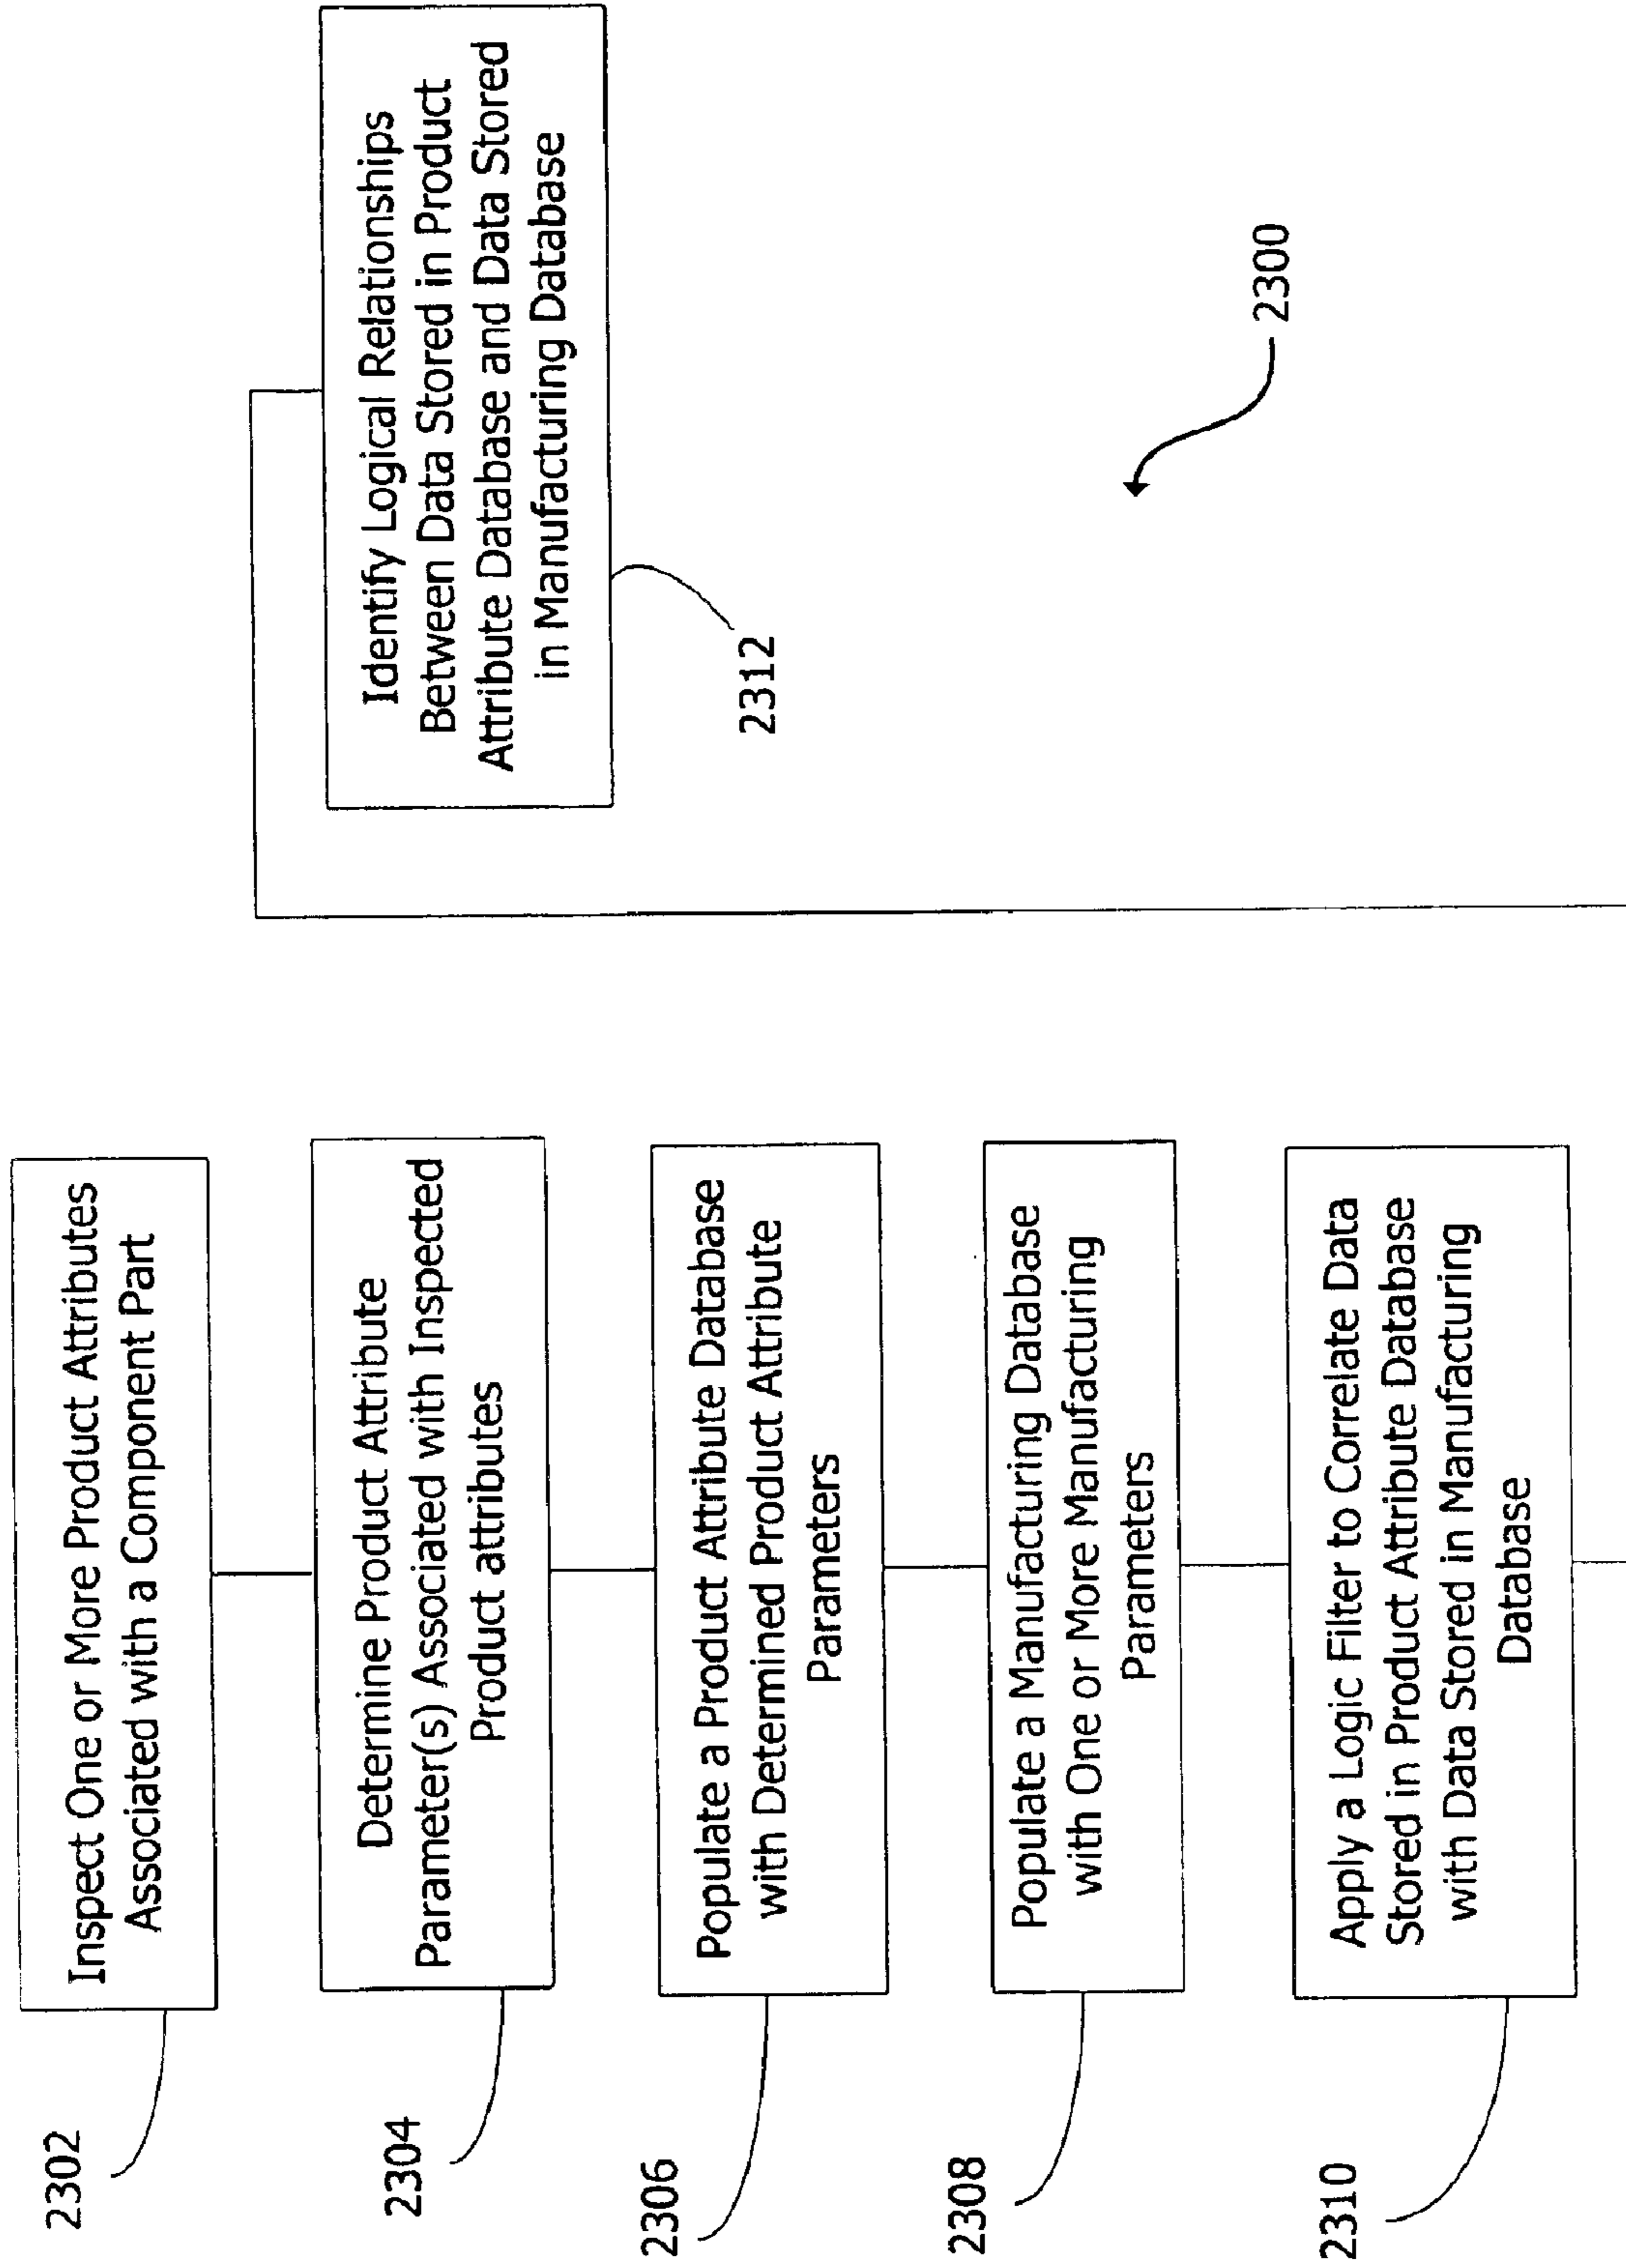 2302
Inspect One or More Product Attributes
Associated with a Component Part
2304
Determine Product Attribute
Parameter(s) Associated with Inspected
Product attributes
2306
Populate a Product Attribute Database
with Determined Product Attribute
Parameters
2308
Populate a Manufacturing Database
with One or More Manufacturing
Parameters
2310
Apply a Logic Filter to Correlate Data
Stored in Product Attribute Database
with Data Stored in Manufacturing
Database
Identify Logical Relationships
Between Data Stored in Product
Attribute Database and Data Stored
in Manufacturing Database
2312
2300